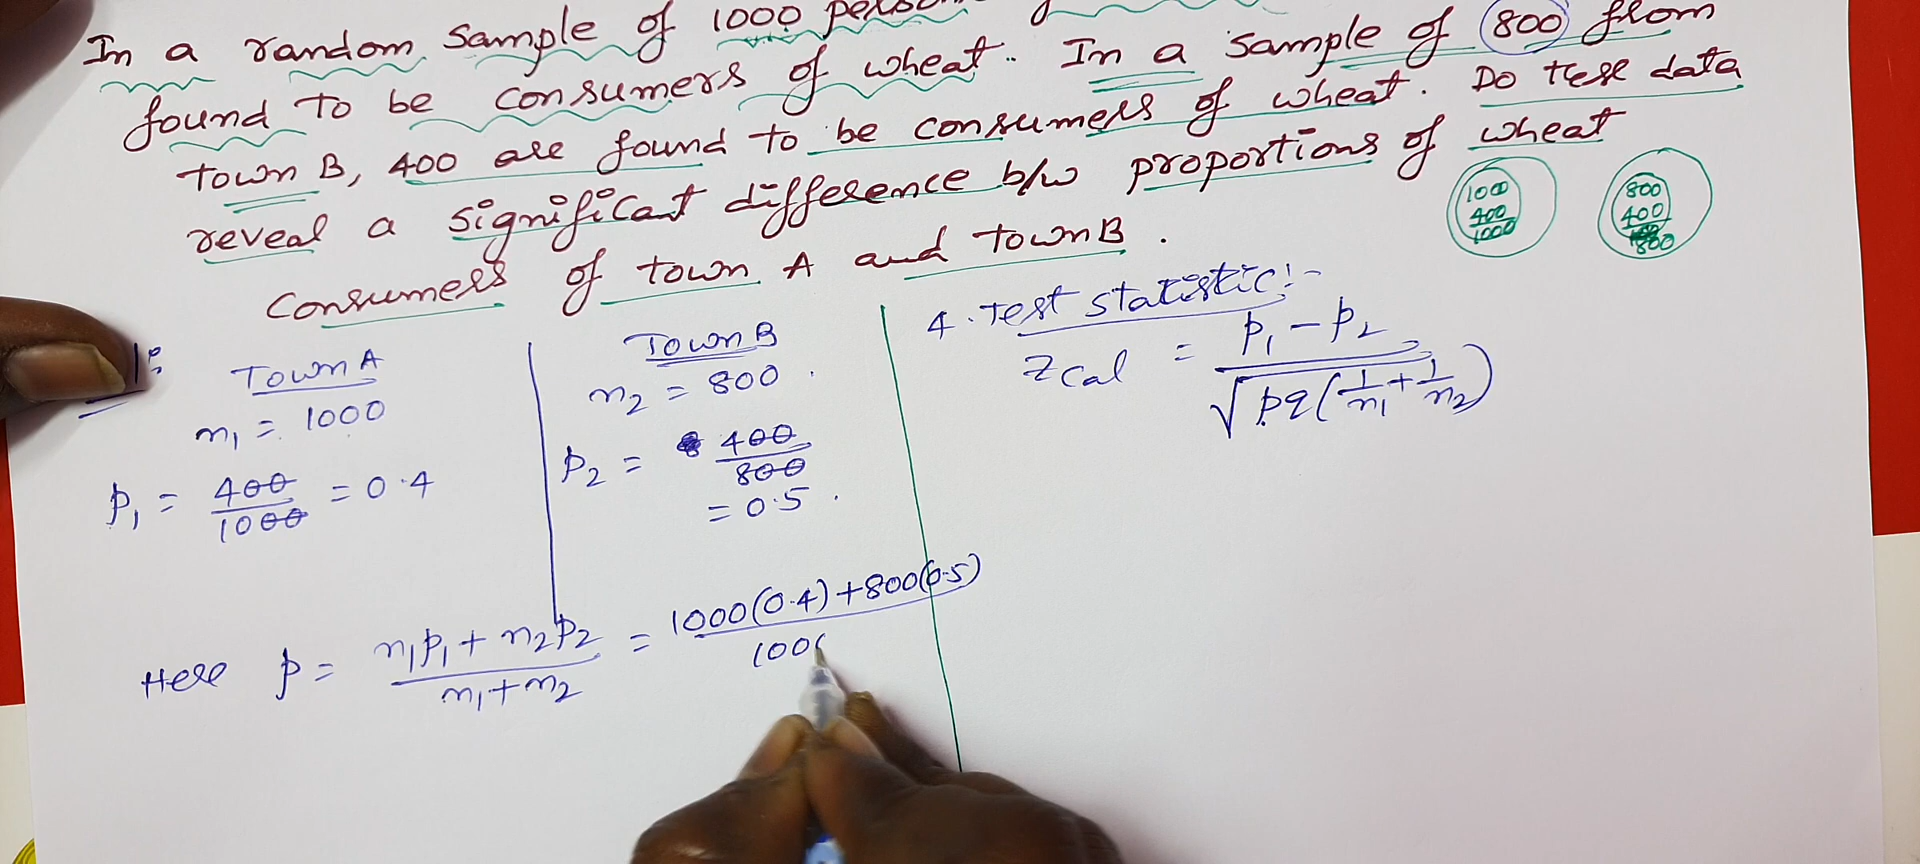 In a random sample of 1000
found to be consumers of wheat. In a sample of 800 from
town B, 400 are found to be consumers of wheat. Do these data
reveal a significant difference b/w proportions of wheat
consumers of town A and town B.
1000
400
1000
800
400
800
Town A
n₁ = 1000
p₁ = 400/1000 = 0.4
Town B
n₂ = 800
p₂ = 400/800
= 0.5
4. Test statistic:-
Z cal = p₁ - p₂ / √pq(1/n₁ + 1/n₂)
Here p = n₁p₁ + n₂p₂ / n₁ + n₂ = 1000(0.4) + 800(0.5) / 100